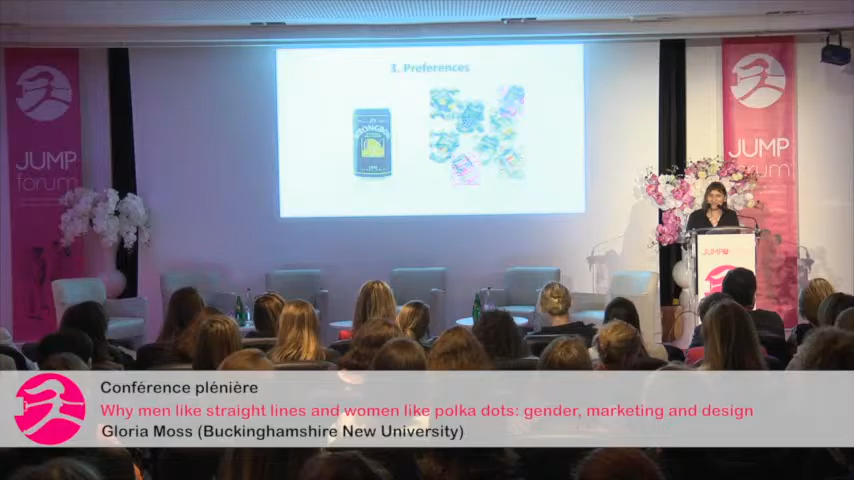 1. Preferences
STRONGBOW
JUMP
forum
JUMP
forum
JUMP
Conférence plénière
Why men like straight lines and women like polka dots: gender, marketing and design
Gloria Moss (Buckinghamshire New University)